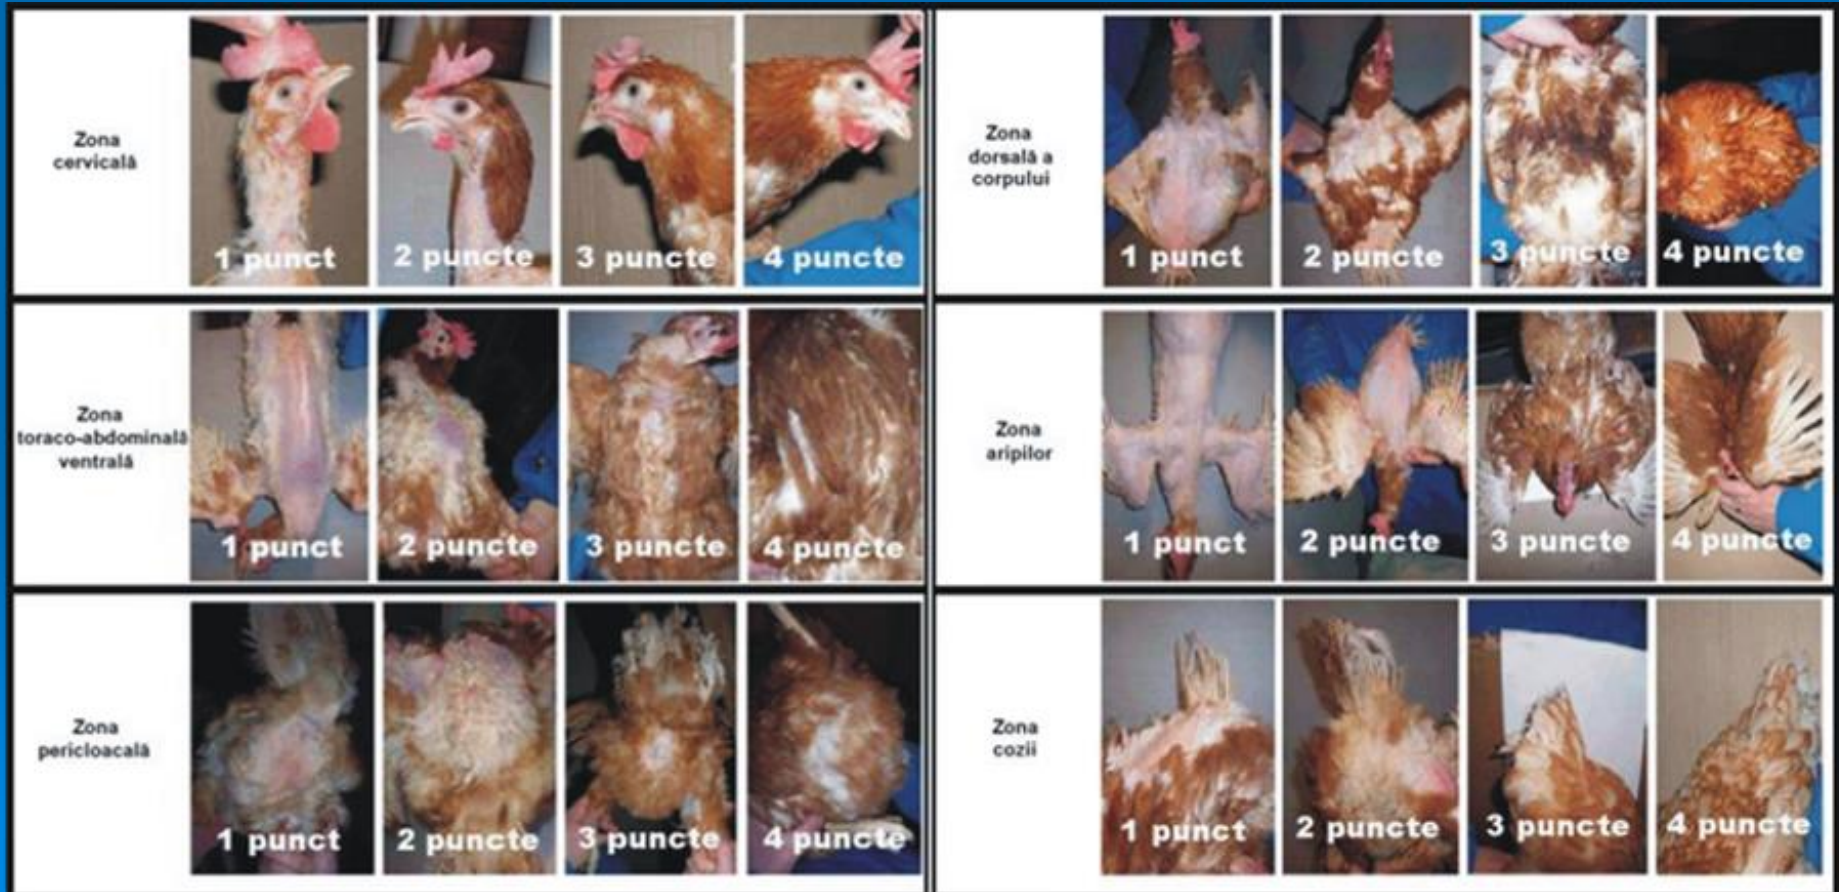 Zona
cervicală
1 punct
2 puncte
3 puncte
4 puncte
Zona
dorsală a
corpului
1 punct
2 puncte
3 puncte
4 puncte
Zona
toraco-abdominală
ventrală
1 punct
2 puncte
3 puncte
4 puncte
Zona
aripilor
1 punct
2 puncte
3 puncte
4 puncte
Zona
pericloacală
1 punct
2 puncte
3 puncte
4 puncte
Zona
cozii
1 punct
2 puncte
3 puncte
4 puncte